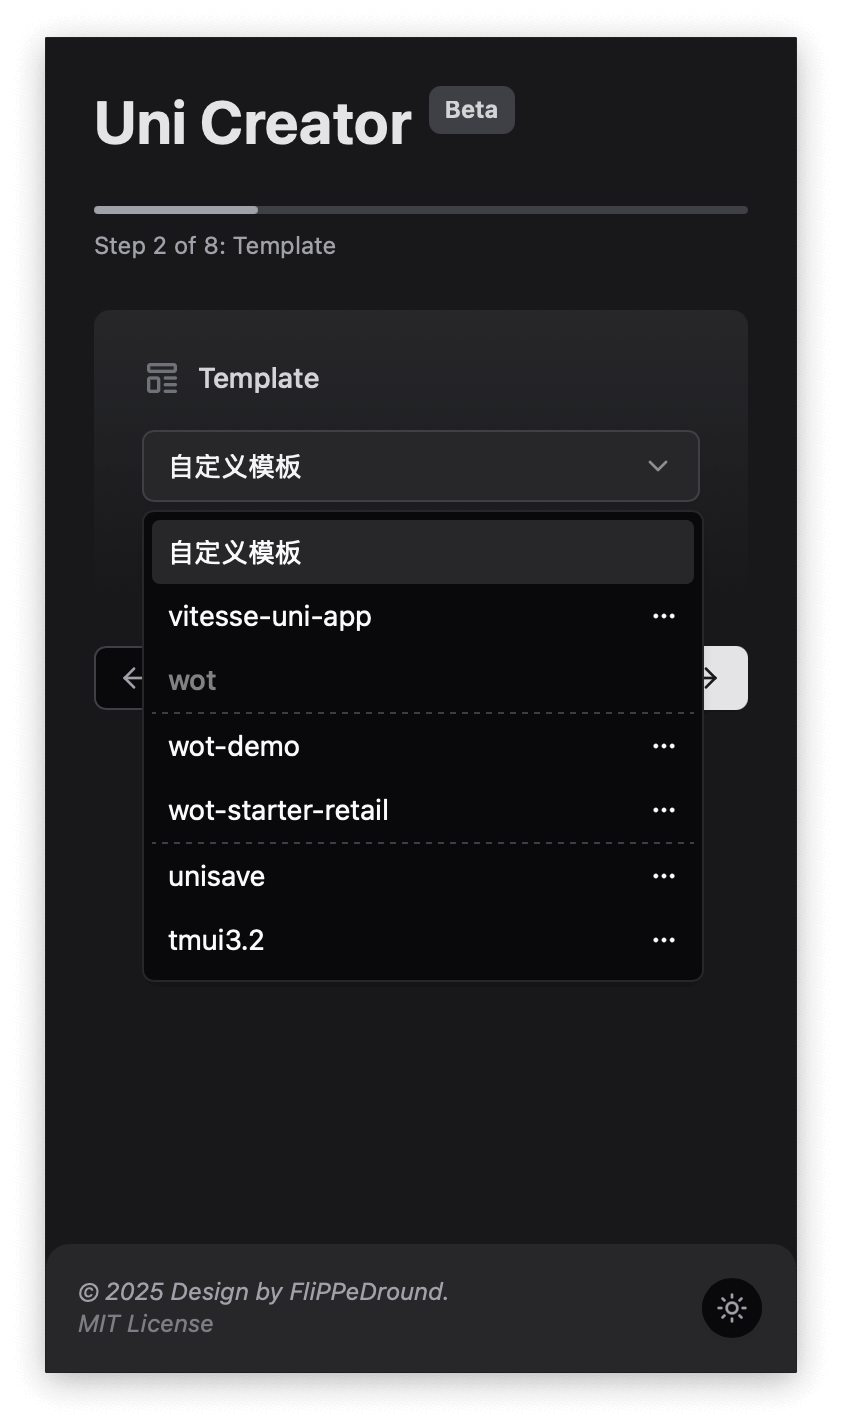 Uni Creator Beta
Step 2 of 8: Template
Template
自定义模板
自定义模板
vitesse-uni-app
wot
wot-demo
wot-starter-retail
unisave
tmui3.2
© 2025 Design by FliPPeDround.
MIT License